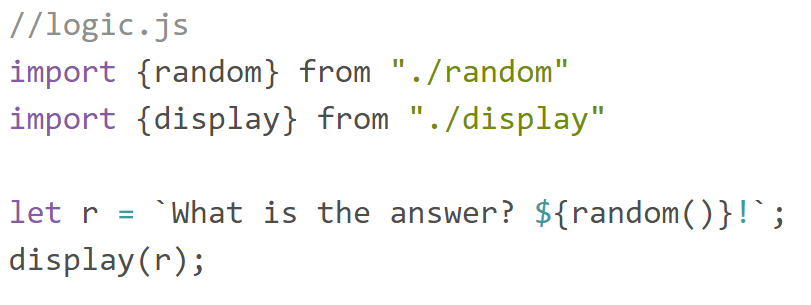 //logic.js
import {random} from "./random"
import {display} from "./display"
let r = `What is the answer? ${random()}!`;
display(r);